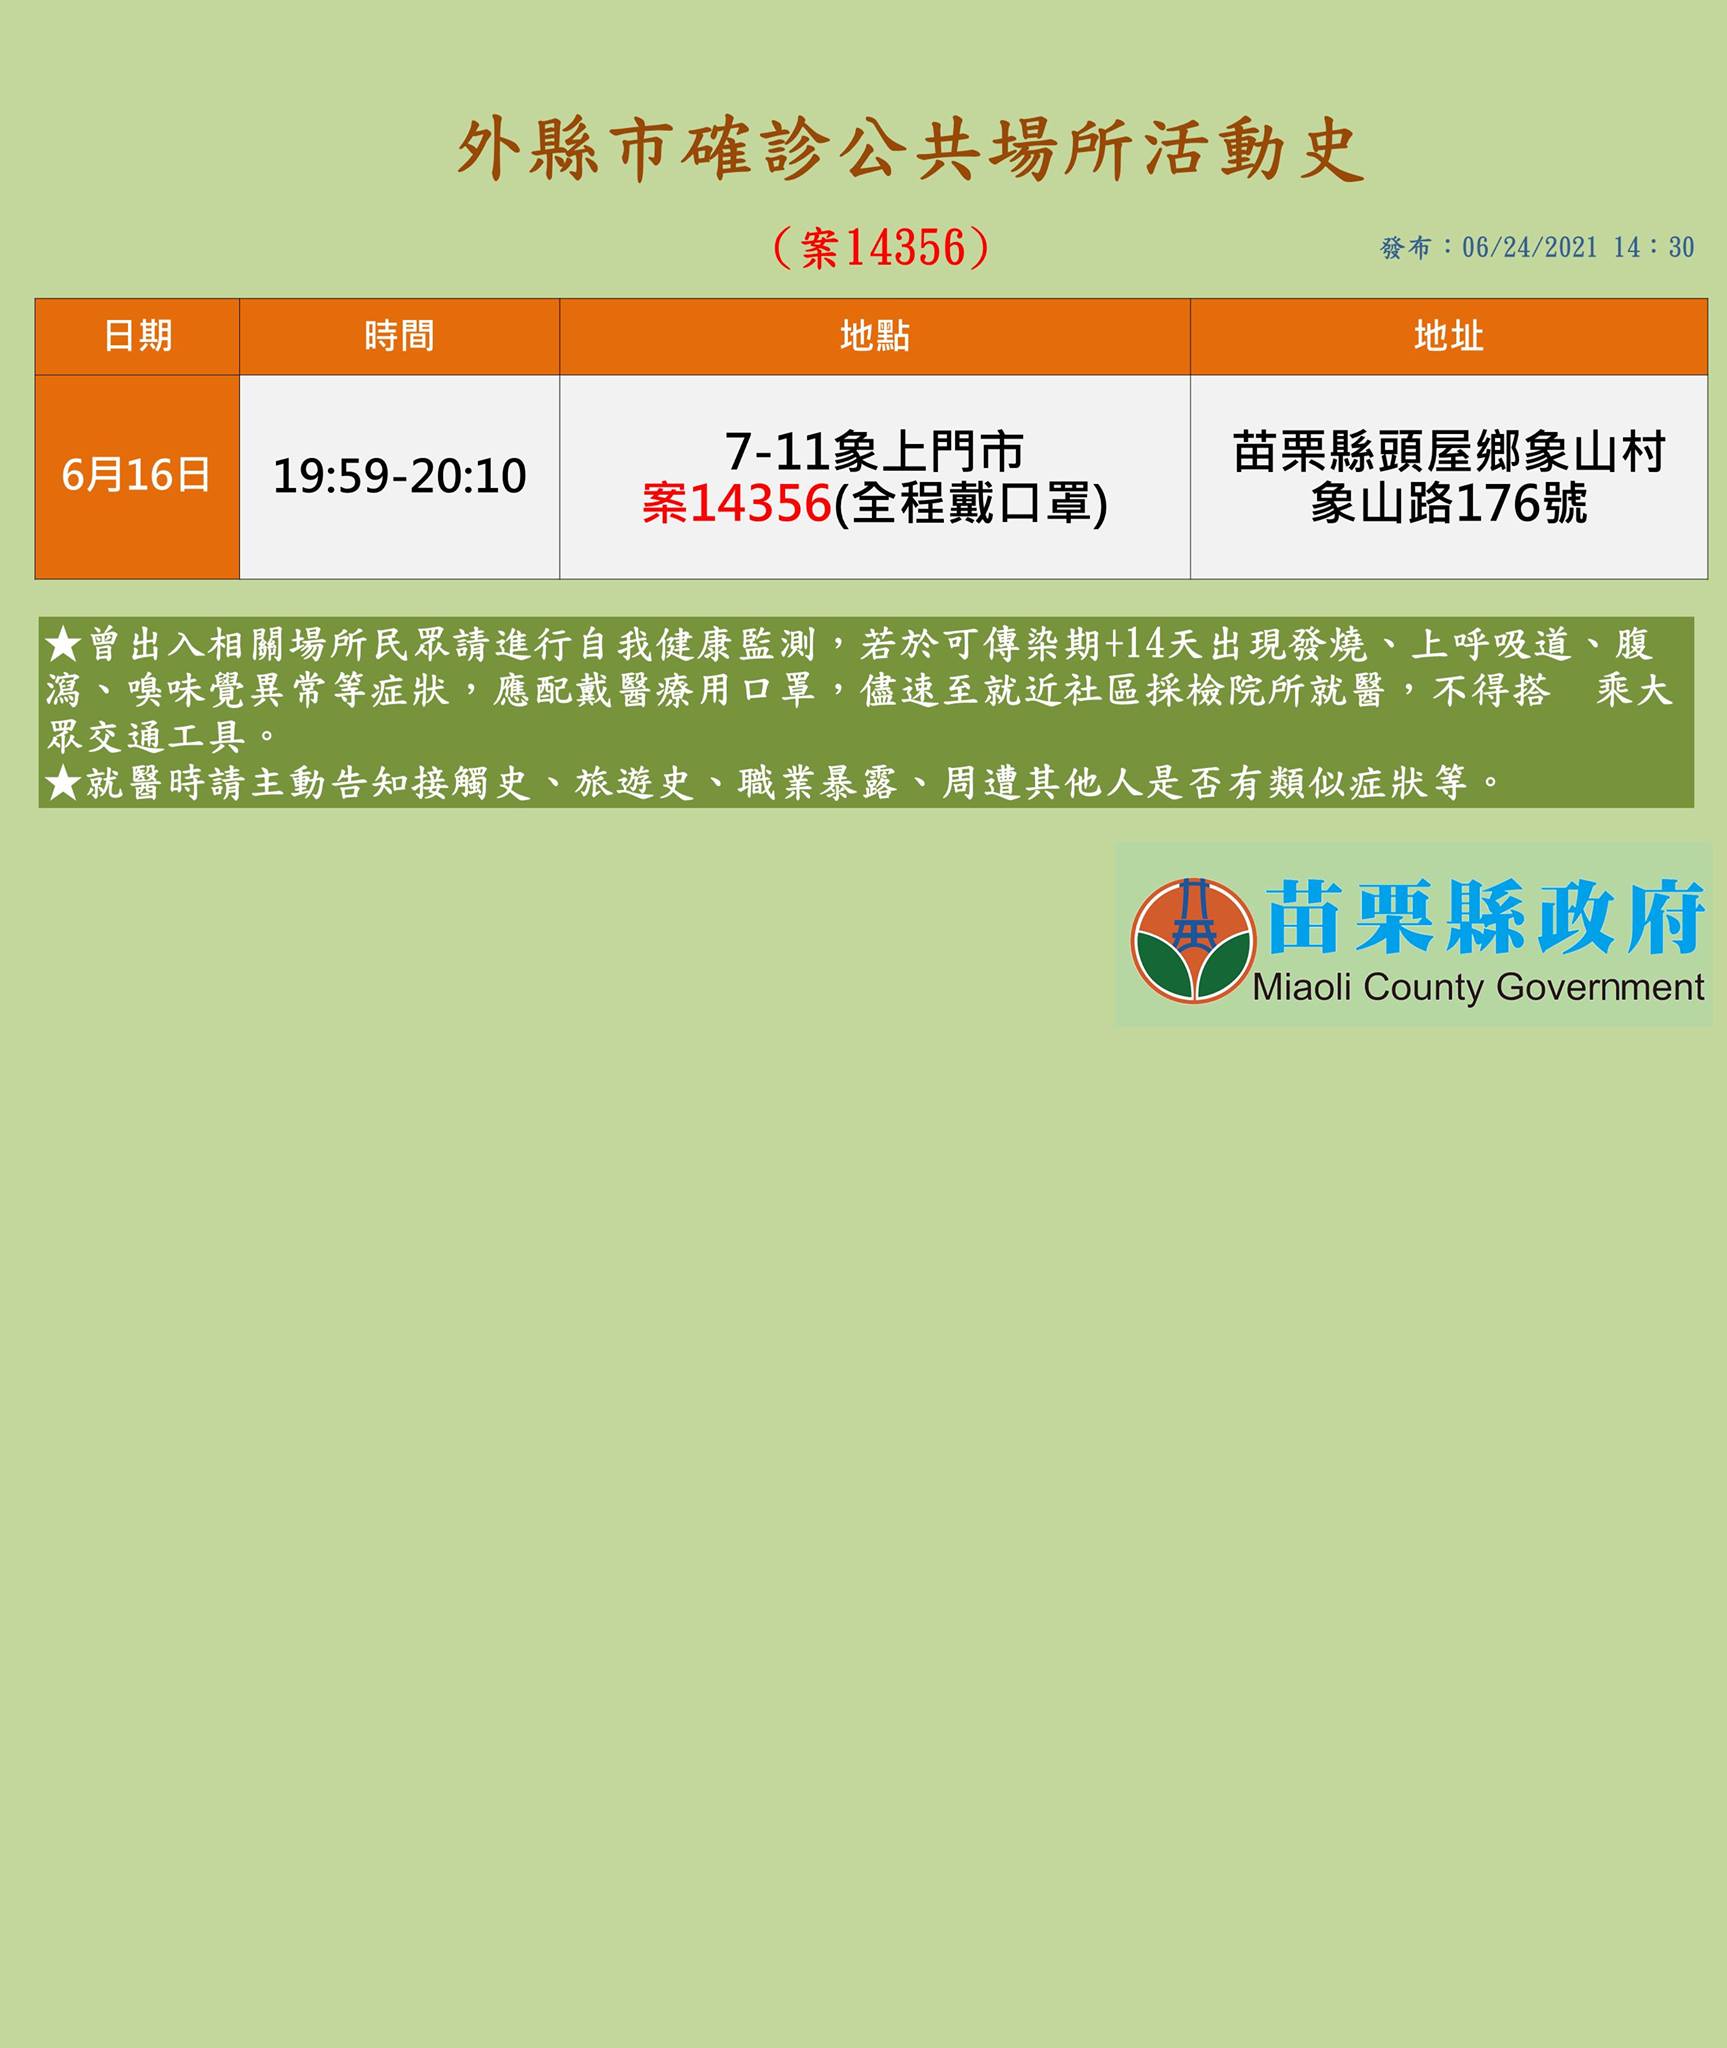 外縣市確診公共場所活動史
（案14356）
發布：06/24/2021 14：30
日期 時間 地點 地址
6月16日 19:59-20:10 7-11象上門市 苗栗縣頭屋鄉象山村
案14356(全程戴口罩) 象山路176號
★曾出入相關場所民眾請進行自我健康監測，若於可傳染期+14天出現發燒、上呼吸道、腹
瀉、嗅味覺異常等症狀，應配戴醫療用口罩，儘速至就近社區採檢院所就醫，不得搭　乘大
眾交通工具。
★就醫時請主動告知接觸史、旅遊史、職業暴露、周遭其他人是否有類似症狀等。
苗栗縣政府
Miaoli County Government